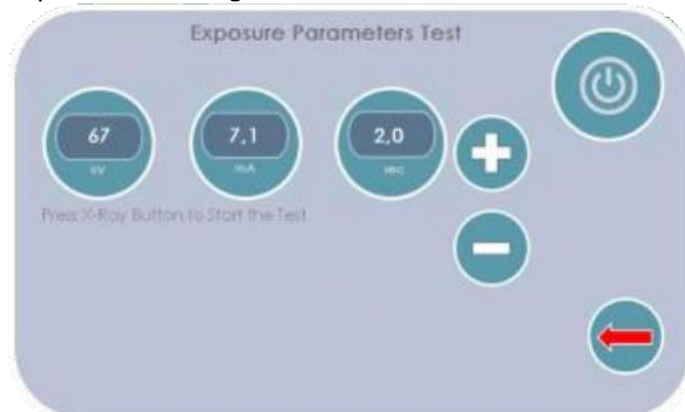 Exposure Parameters Test
67 7,1 2,0
kV mA sec
Press X-Ray Button to Start the Test